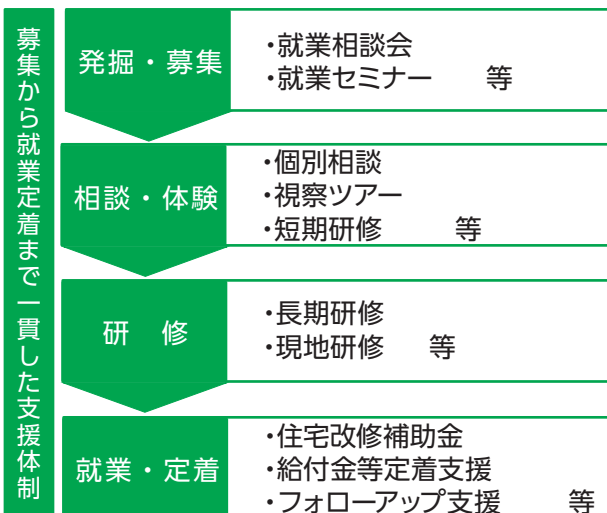 募集から就業定着まで一貫した支援体制
発掘・募集
・就業相談会
・就業セミナー　等
相談・体験
・個別相談
・視察ツアー
・短期研修　等
研　修
・長期研修
・現地研修　等
就業・定着
・住宅改修補助金
・給付金等定着支援
・フォローアップ支援　等